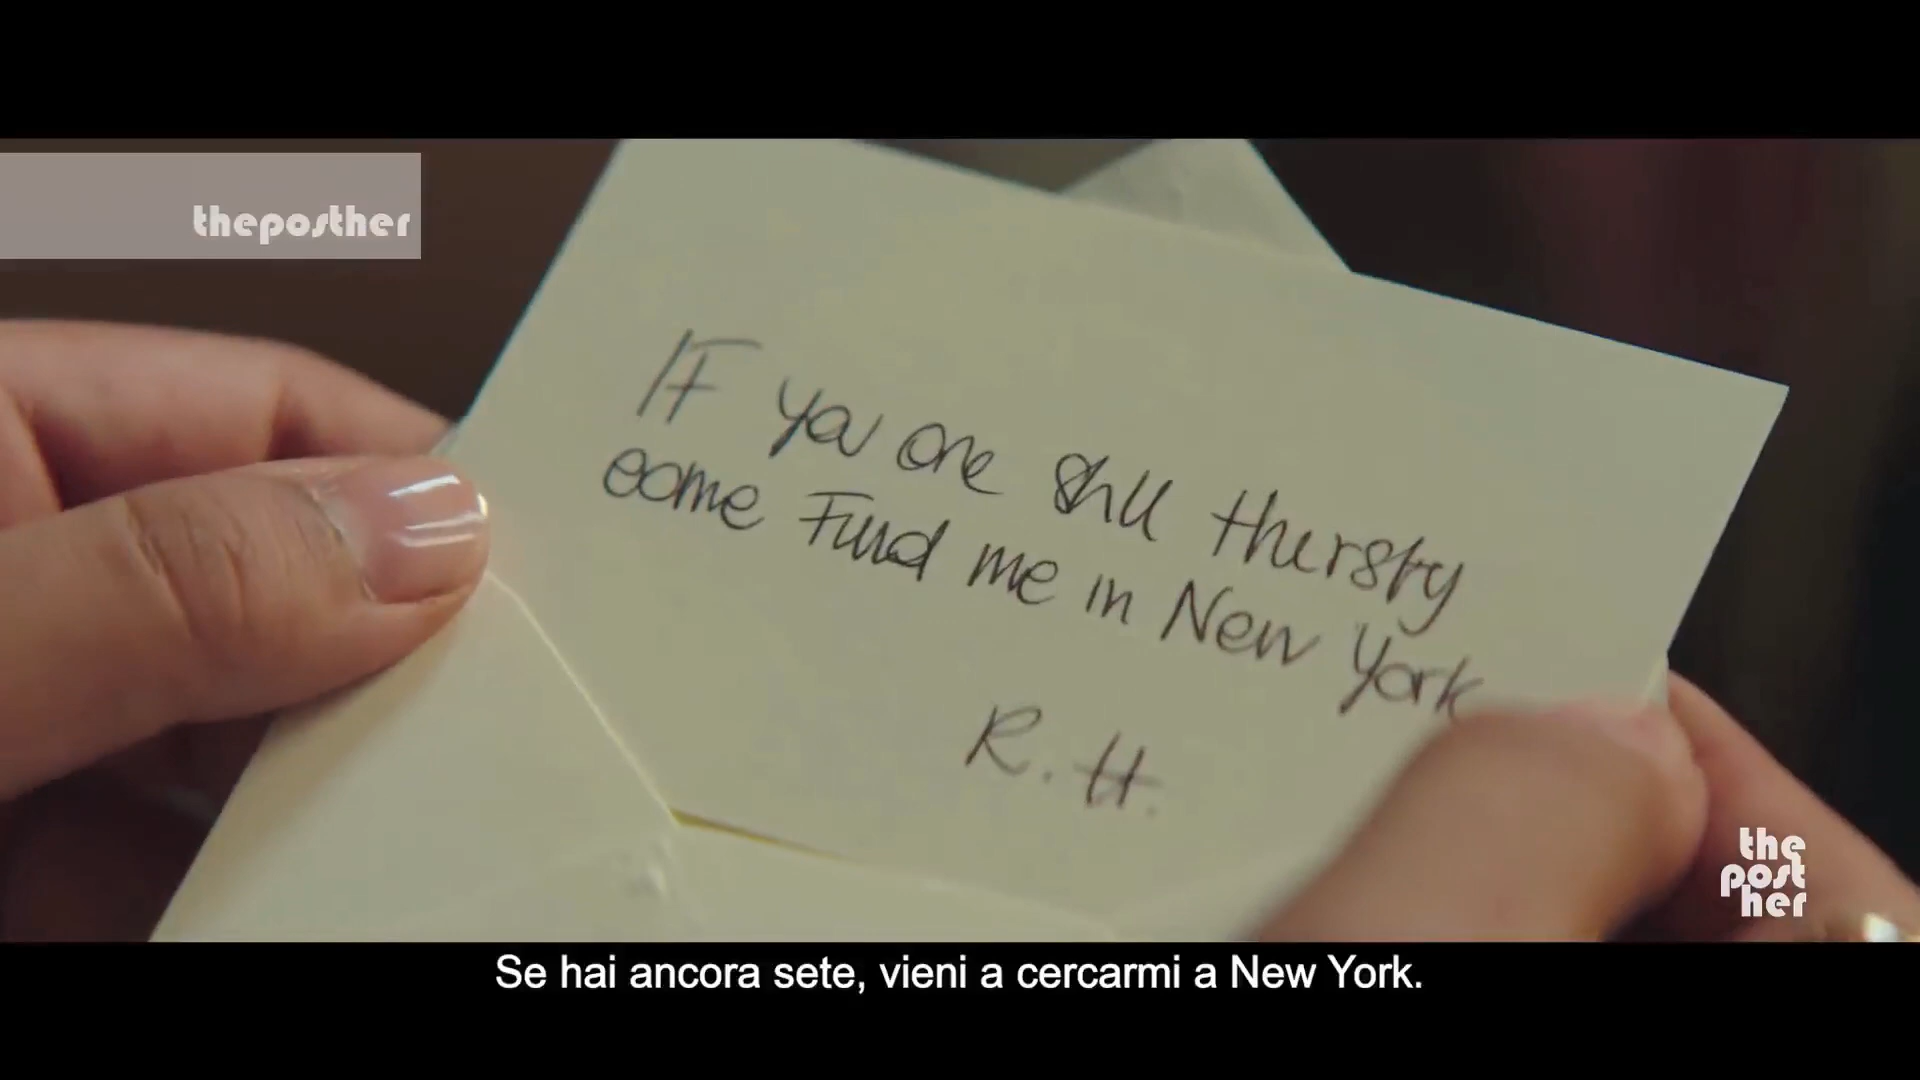 theposther
IF you are still thirsty
come Find me in New York
R.H.
the
post
her
Se hai ancora sete, vieni a cercarmi a New York.